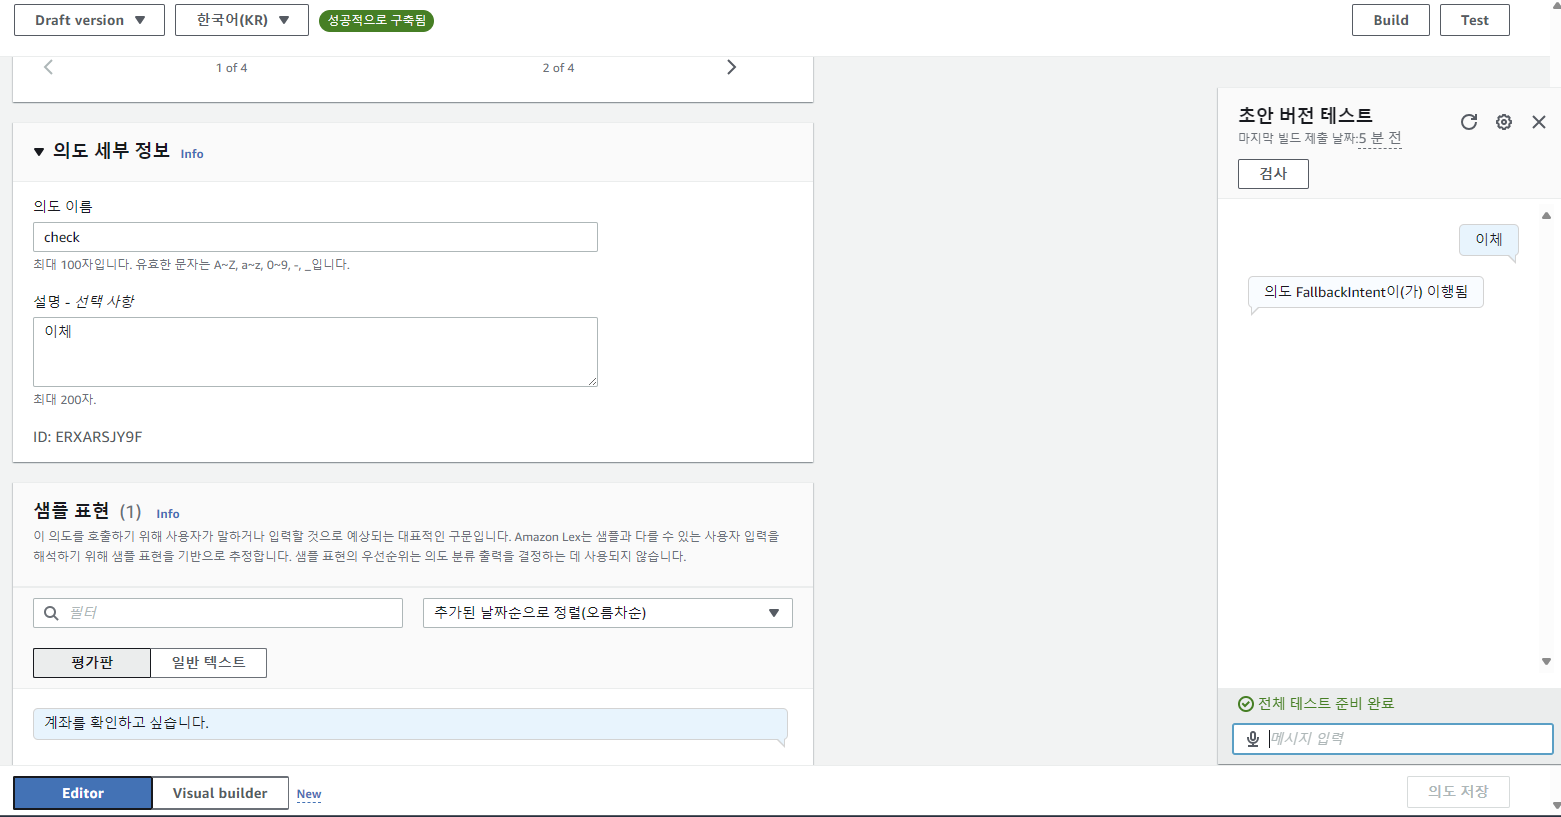 Draft version
한국어(KR)
성공적으로 구축됨
Build
Test
1 of 4
2 of 4
의도 세부 정보 Info
의도 이름
check
최대 100자입니다. 유효한 문자는 A~Z, a~z, 0~9, -, _입니다.
설명 - 선택 사항
이체
최대 200자.
ID: ERXARSJY9F
샘플 표현 (1) Info
이 의도를 호출하기 위해 사용자가 말하거나 입력할 것으로 예상되는 대표적인 구문입니다. Amazon Lex는 샘플과 다를 수 있는 사용자 입력을
해석하기 위해 샘플 표현을 기반으로 추정합니다. 샘플 표현의 우선순위는 의도 분류 출력을 결정하는 데 사용되지 않습니다.
필터
추가된 날짜순으로 정렬(오름차순)
평가판
일반 텍스트
계좌를 확인하고 싶습니다.
초안 버전 테스트
마지막 빌드 제출 날짜:5 분 전
검사
이체
의도 FallbackIntent이(가) 이행됨
전체 테스트 준비 완료
메시지 입력
Editor
Visual builder
New
의도 저장